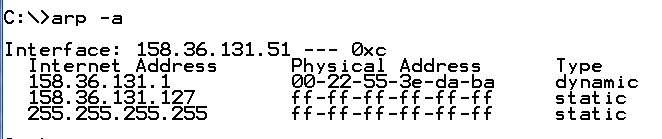 C:\>arp -a
Interface: 158.36.131.51 --- 0xc
Internet Address Physical Address Type
158.36.131.1 00-22-55-3e-da-ba dynamic
158.36.131.127 ff-ff-ff-ff-ff-ff static
255.255.255.255 ff-ff-ff-ff-ff-ff static